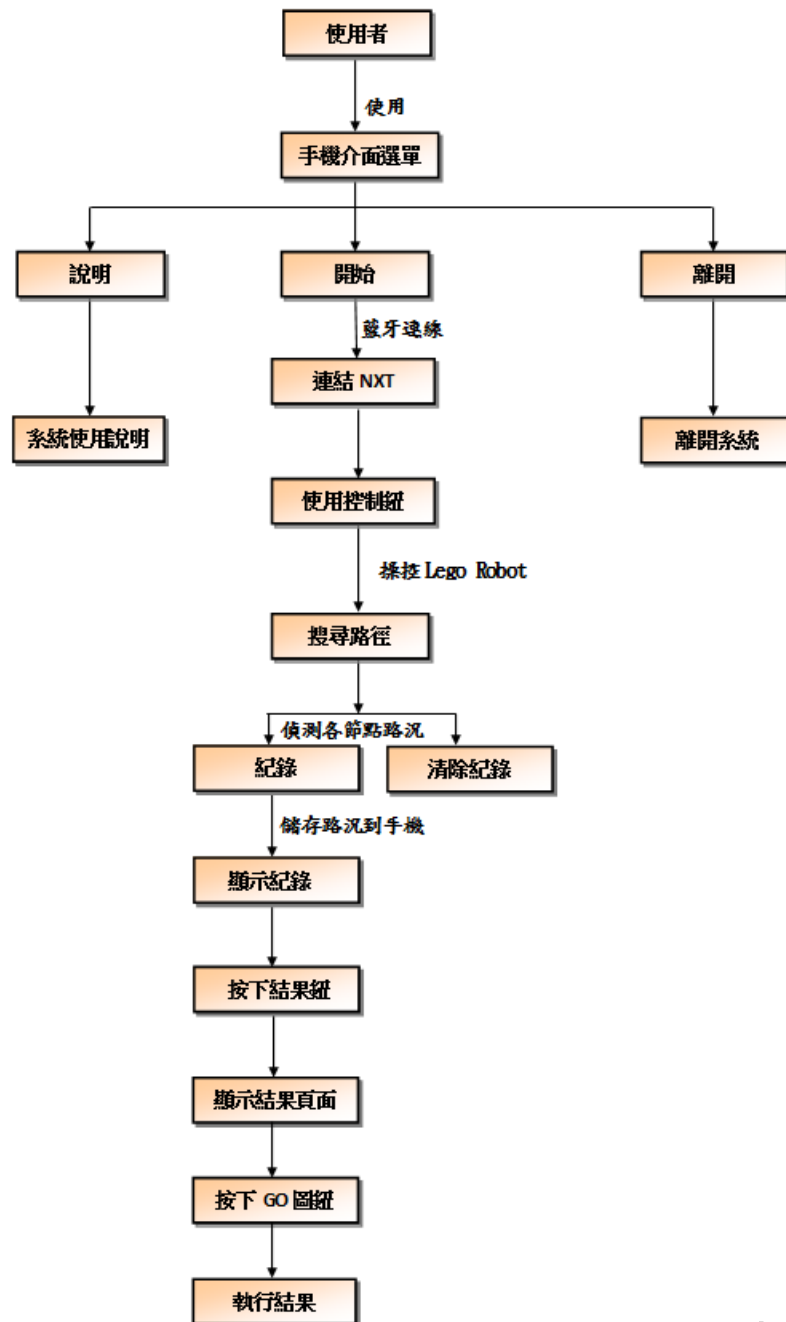 使用者
使用
手機介面選單
說明
開始
離開
藍牙連線
連結 NXT
系統使用說明
離開系統
使用控制鈕
操控 Lego Robot
搜尋路徑
偵測各節點路況
紀錄
清除紀錄
儲存路況到手機
顯示紀錄
按下結果鈕
顯示結果頁面
按下 GO 圖鈕
執行結果